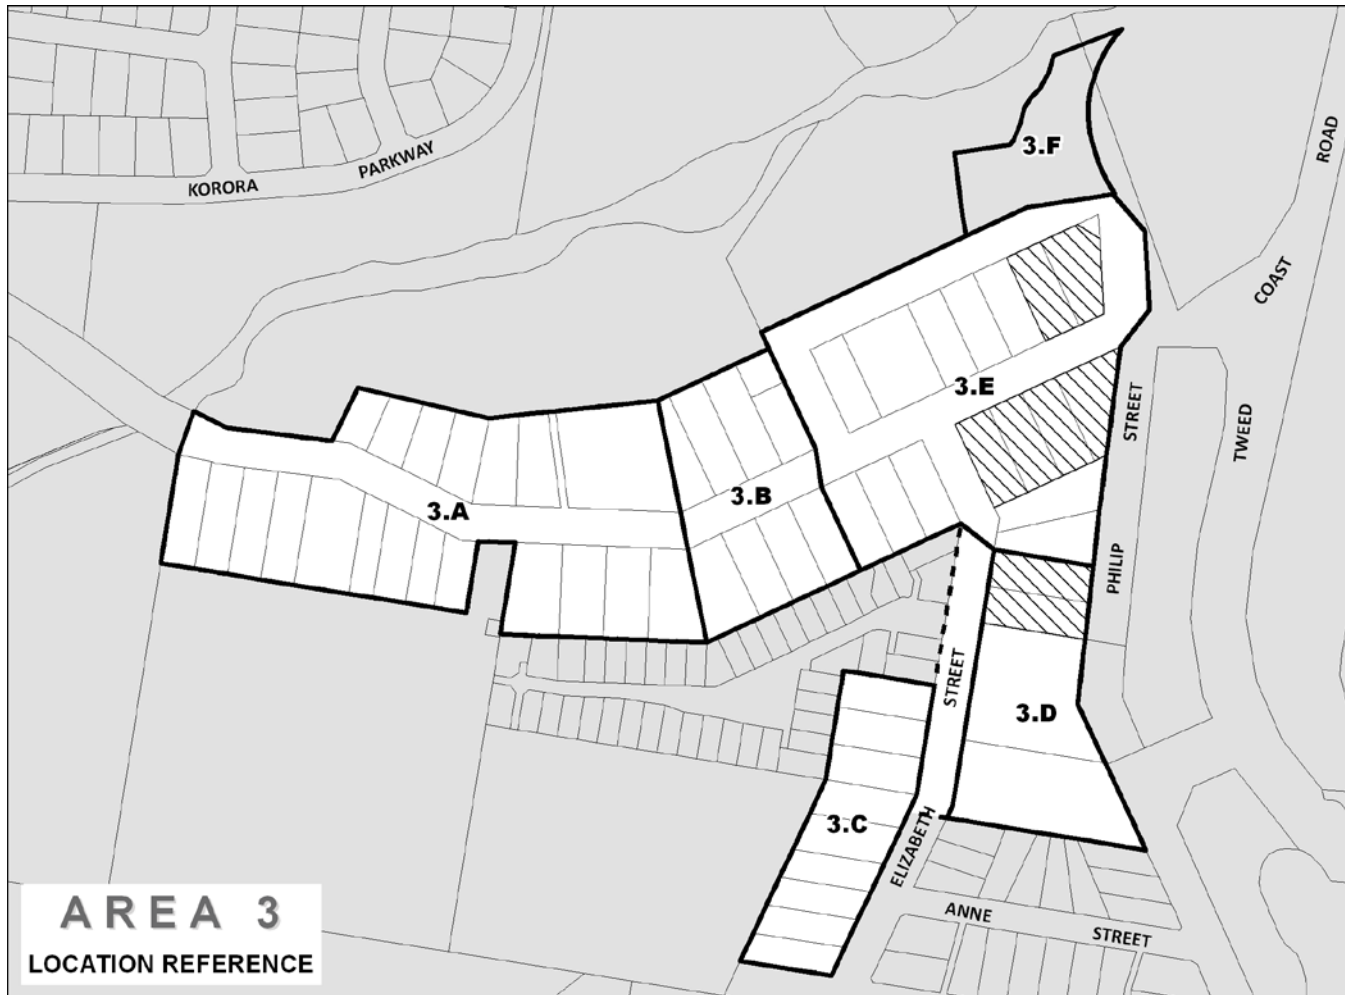 KORORA
PARKWAY
3.F
ROAD
COAST
TWEED
STREET
PHILIP
3.E
3.B
3.A
STREET
3.D
3.C
ELIZABETH
ANNE
STREET
AREA 3
LOCATION REFERENCE